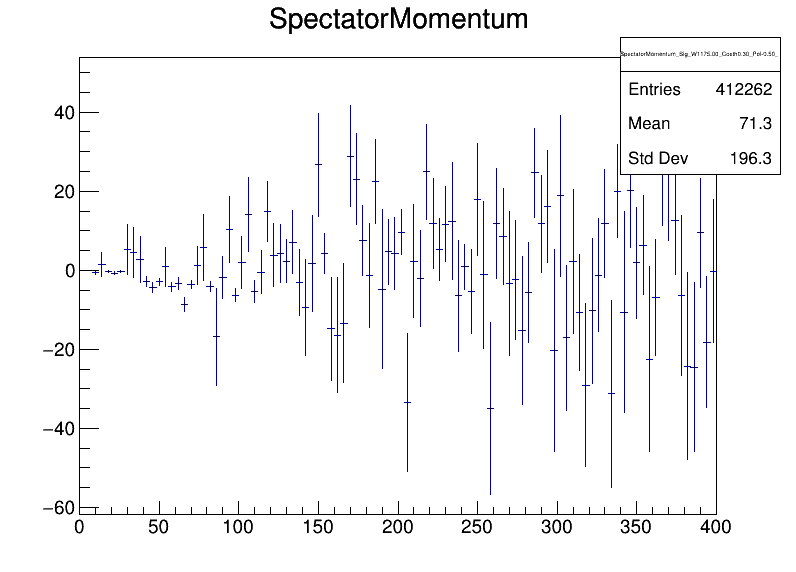 SpectatorMomentum
SpectatorMomentum_Sig_W1175.00_Costh0.30_Pol-0.50_
Entries 412262
Mean 71.3
Std Dev 196.3
40
20
0
−20
−40
−60
0 50 100 150 200 250 300 350 400